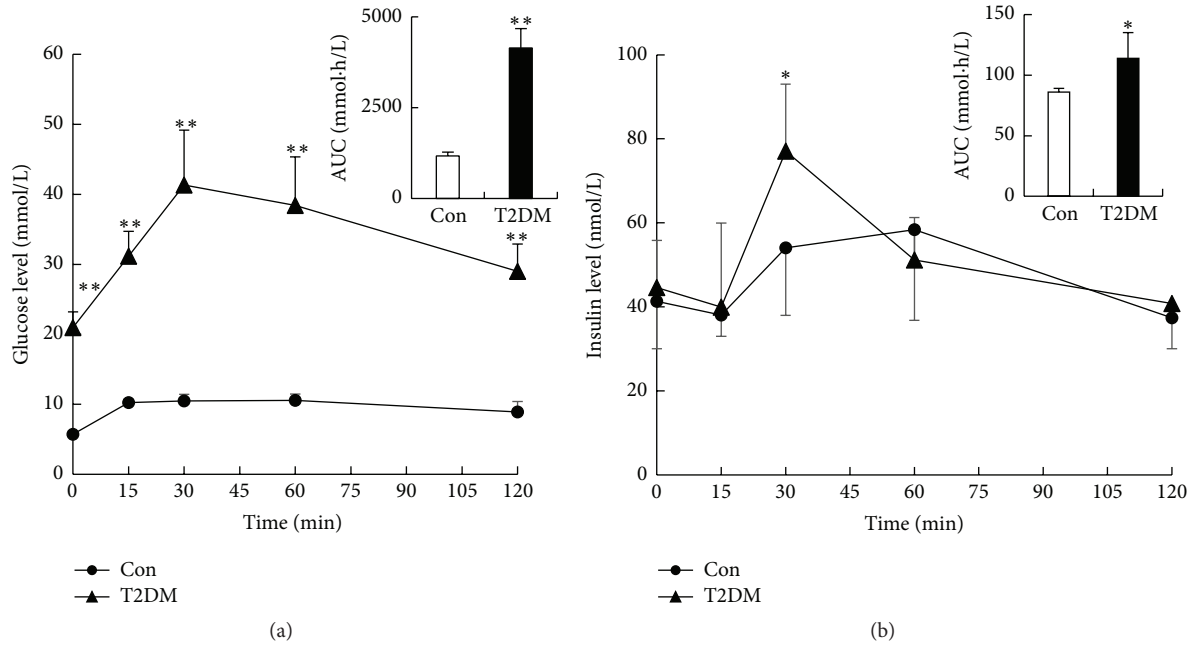 60
50
40
30
20
10
0
Glucose level (mmol/L)
**
**
**
**
**
0 15 30 45 60 75 90 105 120
Time (min)
5000
2500
0
AUC (mmol·h/L)
**
Con T2DM
Con
T2DM
(a)
100
80
60
40
20
0
Insulin level (nmol/L)
*
0 15 30 45 60 75 90 105 120
Time (min)
150
100
50
0
AUC (mmol·h/L)
*
Con T2DM
Con
T2DM
(b)